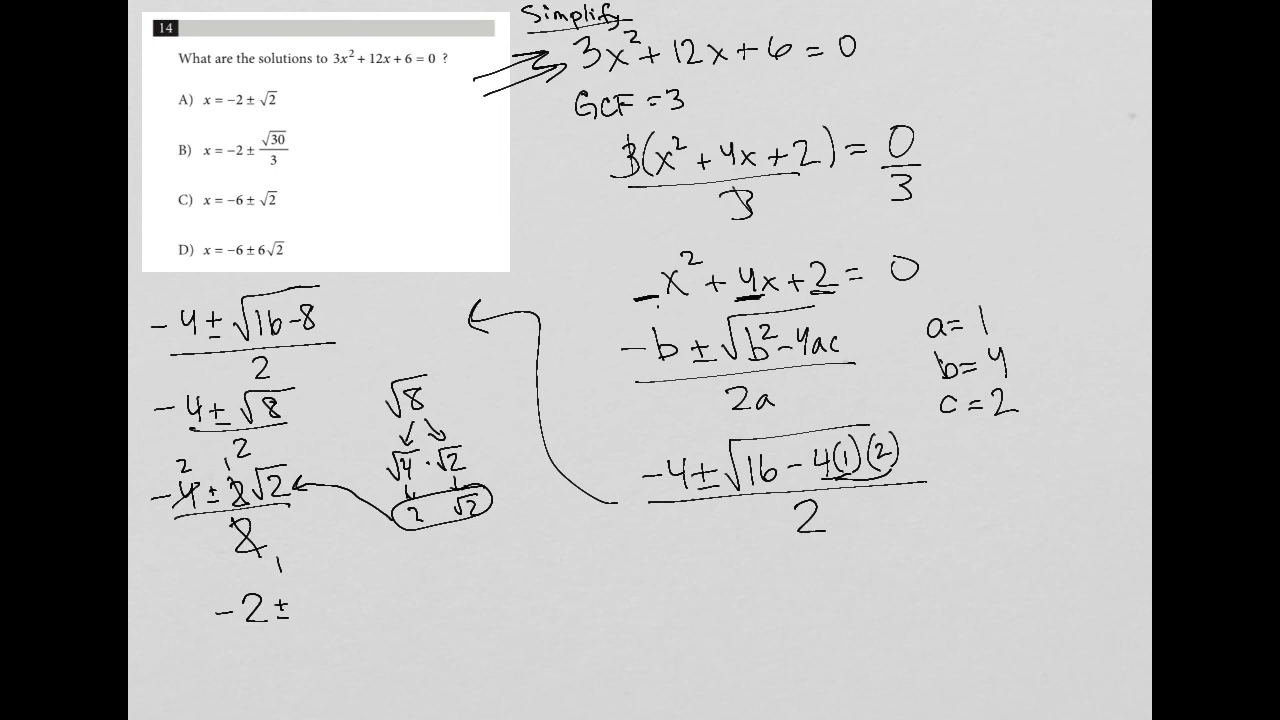 14
What are the solutions to 3x² + 12x + 6 = 0 ?
A) x = −2 ± √2
B) x = −2 ± √30/3
C) x = −6 ± √2
D) x = −6 ± 6√2
Simplify
3x² + 12x + 6 = 0
GCF = 3
3(x² + 4x + 2)/3 = 0/3
x² + 4x + 2 = 0
-b ± √b² - 4ac
2a
a = 1
b = 4
c = 2
-4 ± √16 - 4(1)(2)
2
-4 ± √16 - 8
2
-4 ± √8
2
√8
√4 · √2
2 √2
2 1
-4 ± 2√2
2
1
-2 ±